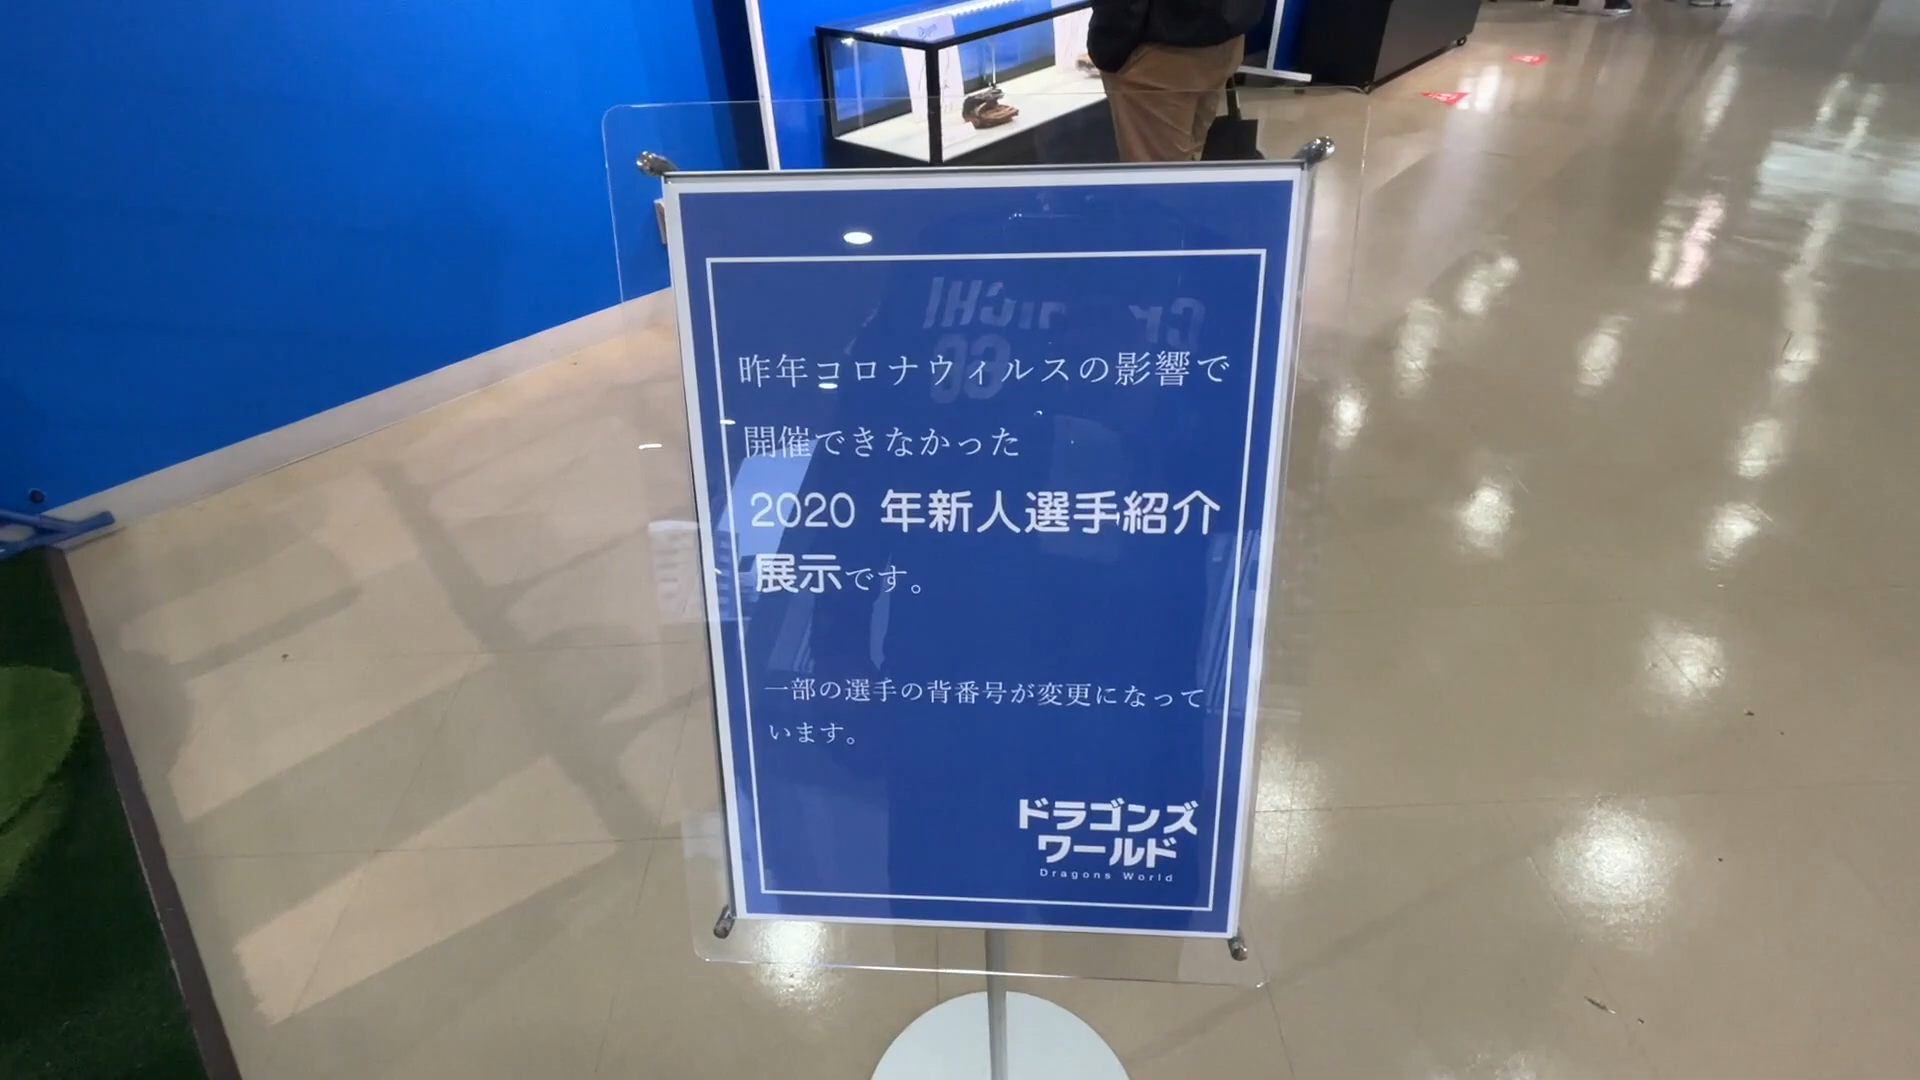 昨年コロナウィルスの影響で
開催できなかった
2020 年新人選手紹介
展示です。
一部の選手の背番号が変更になって
います。
ドラゴンズ
ワールド
Dragons World